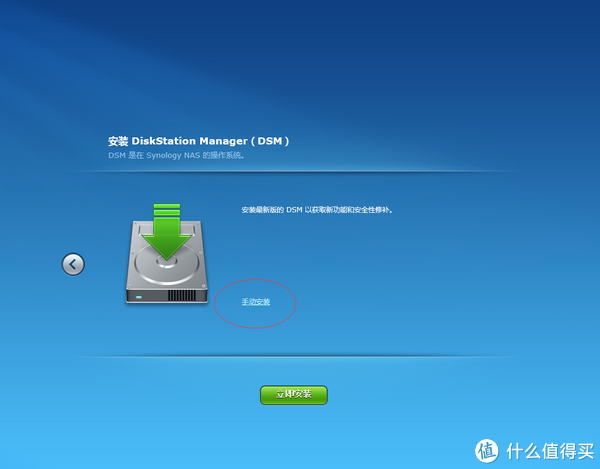 安装 DiskStation Manager（DSM）
DSM 是在 Synology NAS 的操作系统。
安装最新版的 DSM 以获取新功能和安全性修补。
手动安装
立即安装
值 什么值得买